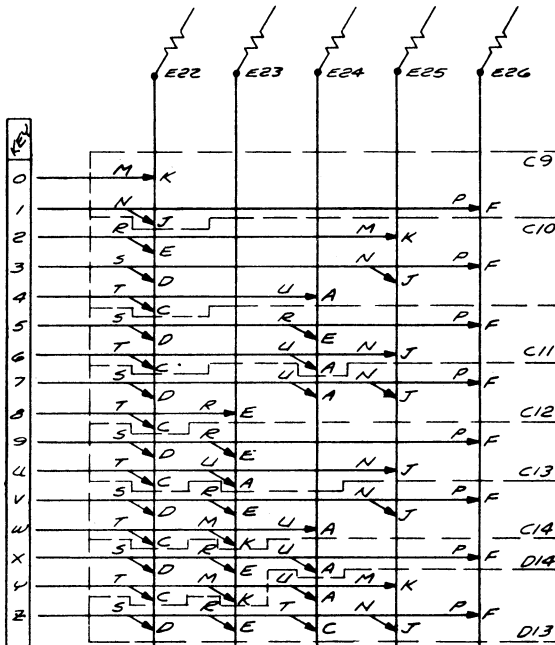 E22 E23 E24 E25 E26
KEY
C9
0 M K
1 N J P F
C10
2 R E M K
3 S D N J P F
4 T C U A
5 S D R E P F
C11
6 T C U A N J
7 S D U A N J P F
8 T C R E
C12
9 S D R E P F
C13
U T C U A N J
V S D R E N J P F
C14
W T C M K U A
D14
X S D R E U A P F
Y T C M K U A M K
Z S D R E T C N J P F
D13